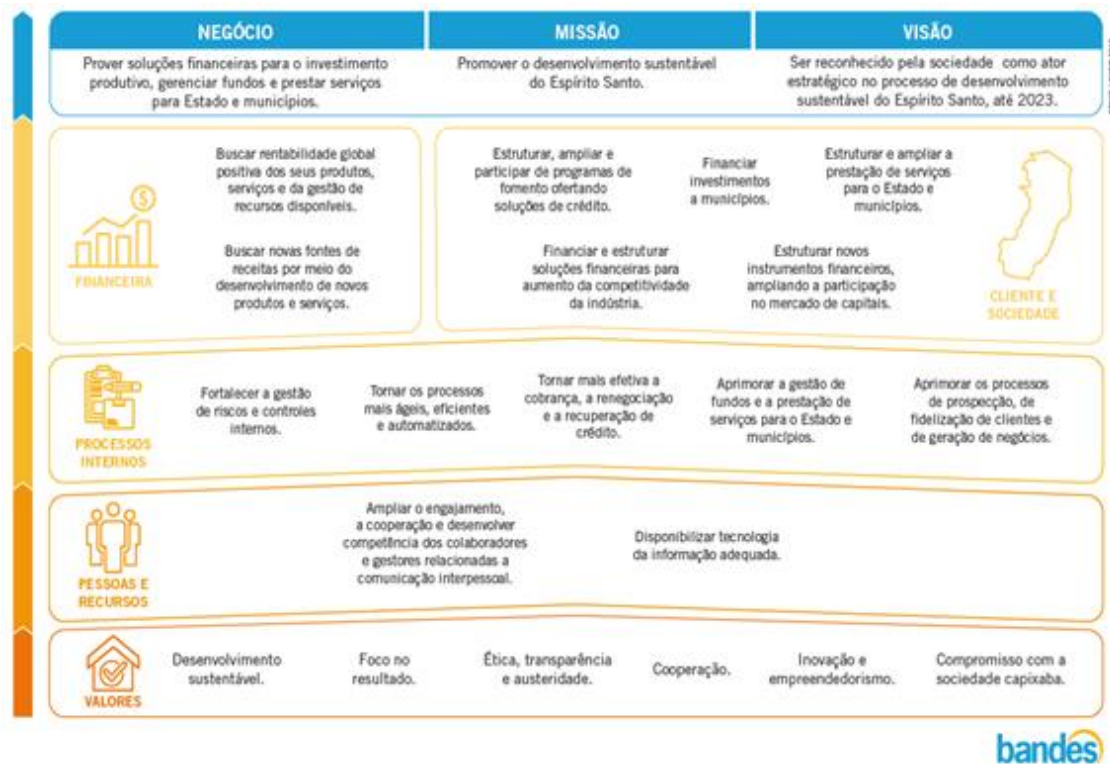 NEGÓCIO
Prover soluções financeiras para o investimento
produtivo, gerenciar fundos e prestar serviços
para Estado e municípios.
MISSÃO
Promover o desenvolvimento sustentável
do Espírito Santo.
VISÃO
Ser reconhecido pela sociedade como ator
estratégico no processo de desenvolvimento
sustentável do Espírito Santo, até 2023.
$
FINANCEIRA
Buscar rentabilidade global
positiva dos seus produtos,
serviços e da gestão de
recursos disponíveis.
Buscar novas fontes de
receitas por meio do
desenvolvimento de novos
produtos e serviços.
Estruturar, ampliar e
participar de programas de
fomento ofertando
soluções de crédito.
Financiar
investimentos
a municípios.
Estruturar e ampliar a
prestação de serviços
para o Estado e
municípios.
Financiar e estruturar
soluções financeiras para
aumento da competitividade
da indústria.
Estruturar novos
instrumentos financeiros,
ampliando a participação
no mercado de capitais.
CLIENTE E
SOCIEDADE
PROCESSOS
INTERNOS
Fortalecer a gestão
de riscos e controles
internos.
Tornar os processos
mais ágeis, eficientes
e automatizados.
Tornar mais efetiva a
cobrança, a renegociação
e a recuperação de
crédito.
Aprimorar a gestão de
fundos e a prestação de
serviços para o Estado e
municípios.
Aprimorar os processos
de prospecção, de
fidelização de clientes e
de geração de negócios.
PESSOAS E
RECURSOS
Ampliar o engajamento,
a cooperação e desenvolver
competência dos colaboradores
e gestores relacionadas a
comunicação interpessoal.
Disponibilizar tecnologia
da informação adequada.
VALORES
Desenvolvimento
sustentável.
Foco no
resultado.
Ética, transparência
e austeridade.
Cooperação.
Inovação e
empreendedorismo.
Compromisso com a
sociedade capixaba.
bandes